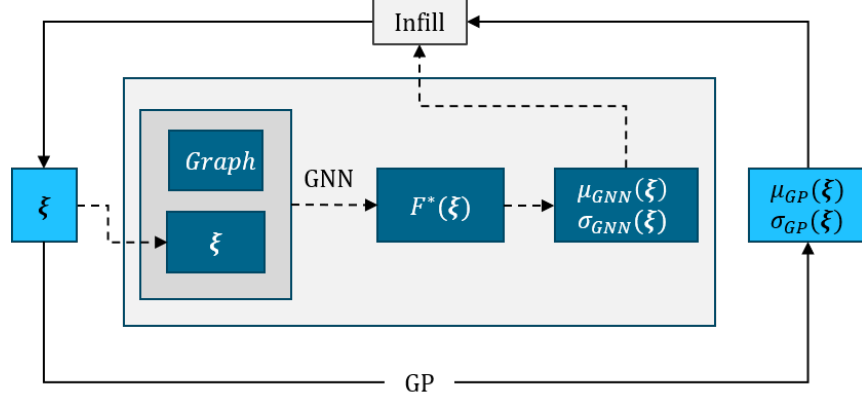 Infill
Graph
GNN
ξ
ξ
F*(ξ)
μ_GNN(ξ)
σ_GNN(ξ)
μ_GP(ξ)
σ_GP(ξ)
GP